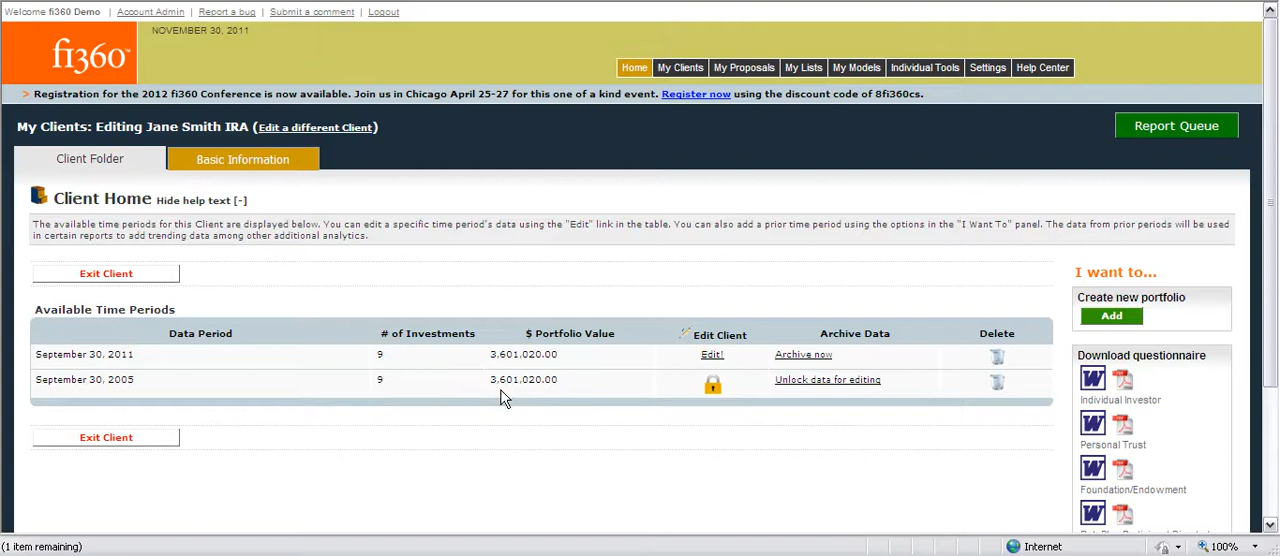 Welcome fi360 Demo | Account Admin | Report a bug | Submit a comment | Logout
fi360™
NOVEMBER 30, 2011
Home My Clients My Proposals My Lists My Models Individual Tools Settings Help Center
> Registration for the 2012 fi360 Conference is now available. Join us in Chicago April 25-27 for this one of a kind event. Register now using the discount code of 8fi360cs.
My Clients: Editing Jane Smith IRA (Edit a different Client)
Report Queue
Client Folder Basic Information
Client Home Hide help text [-]
The available time periods for this Client are displayed below. You can edit a specific time period's data using the "Edit" link in the table. You can also add a prior time period using the options in the "I Want To" panel. The data from prior periods will be used
in certain reports to add trending data among other additional analytics.
Exit Client
Available Time Periods
Data Period # of Investments $ Portfolio Value Edit Client Archive Data Delete
September 30, 2011 9 3,601,020.00 Edit! Archive now
September 30, 2005 9 3,601,020.00 Unlock data for editing
Exit Client
I want to...
Create new portfolio
Add
Download questionnaire
Individual Investor
Personal Trust
Foundation/Endowment
(1 item remaining) Internet 100%